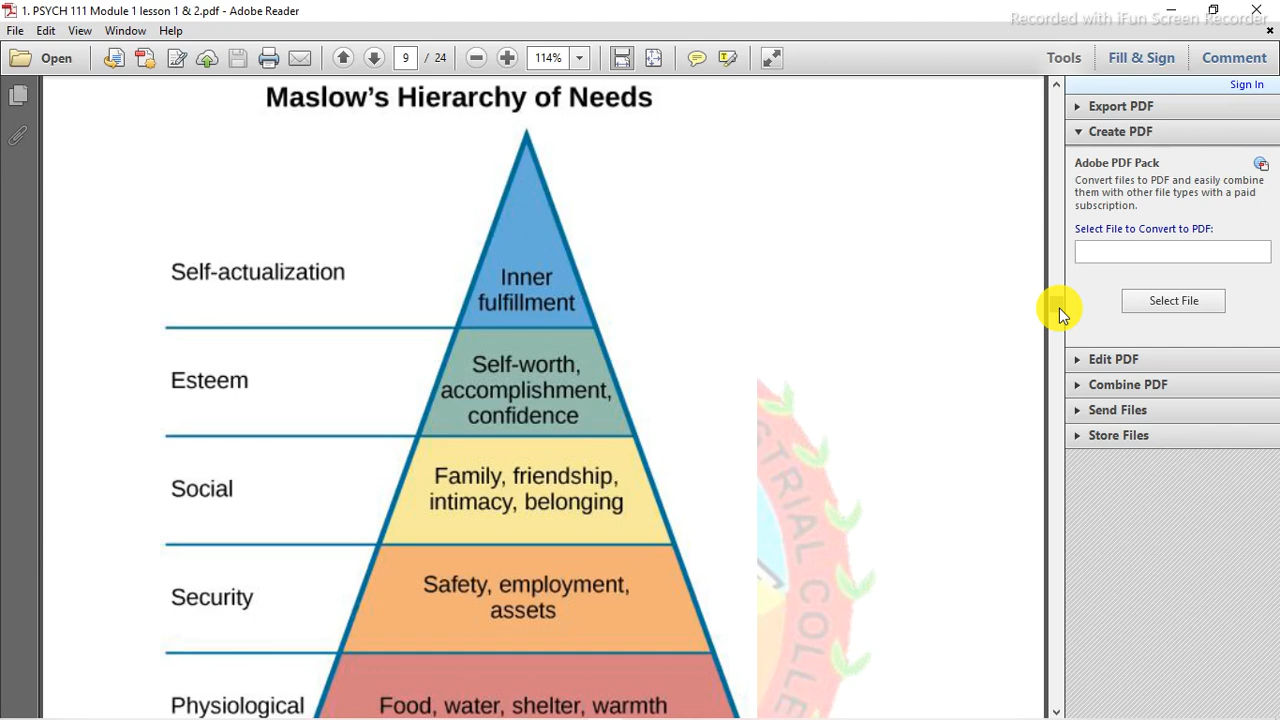 1. PSYCH 111 Module 1 lesson 1 & 2.pdf - Adobe Reader
Recorded with iFun Screen Recorder
File Edit View Window Help
Open 9 / 24 114% Tools Fill & Sign Comment
Sign In
Maslow's Hierarchy of Needs
Self-actualization
Inner
fulfillment
Esteem
Self-worth,
accomplishment,
confidence
Social
Family, friendship,
intimacy, belonging
Security
Safety, employment,
assets
Physiological
Food, water, shelter, warmth
Export PDF
Create PDF
Adobe PDF Pack
Convert files to PDF and easily combine
them with other file types with a paid
subscription.
Select File to Convert to PDF:
Select File
Edit PDF
Combine PDF
Send Files
Store Files